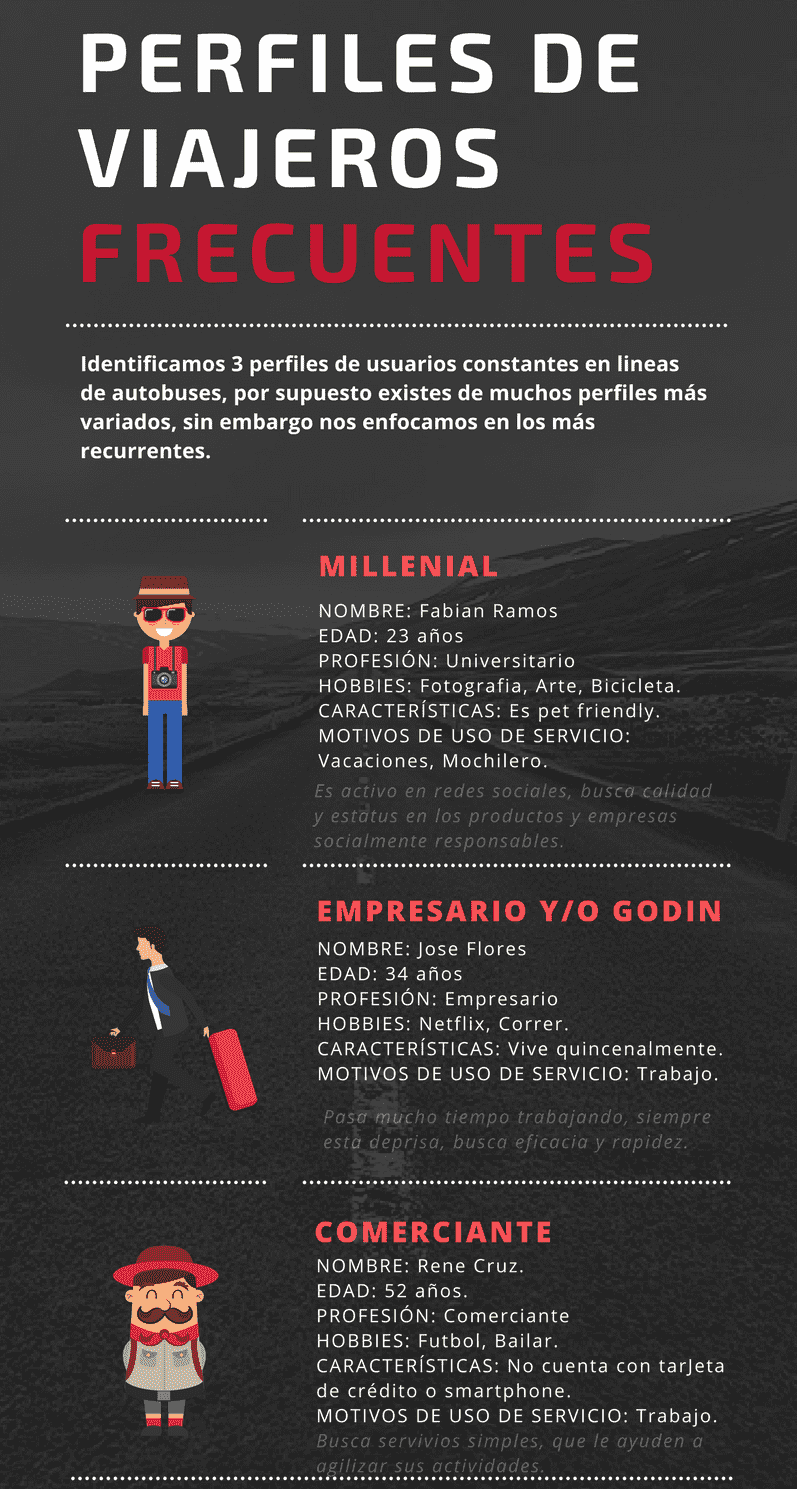 PERFILES DE
VIAJEROS
FRECUENTES
Identificamos 3 perfiles de usuarios constantes en lineas
de autobuses, por supuesto existes de muchos perfiles más
variados, sin embargo nos enfocamos en los más
recurrentes.
MILLENIAL
NOMBRE: Fabian Ramos
EDAD: 23 años
PROFESIÓN: Universitario
HOBBIES: Fotografia, Arte, Bicicleta.
CARACTERÍSTICAS: Es pet friendly.
MOTIVOS DE USO DE SERVICIO:
Vacaciones, Mochilero.
Es activo en redes sociales, busca calidad
y estatus en los productos y empresas
socialmente responsables.
EMPRESARIO Y/O GODIN
NOMBRE: Jose Flores
EDAD: 34 años
PROFESIÓN: Empresario
HOBBIES: Netflix, Correr.
CARACTERÍSTICAS: Vive quincenalmente.
MOTIVOS DE USO DE SERVICIO: Trabajo.
Pasa mucho tiempo trabajando, siempre
esta deprisa, busca eficacia y rapidez.
COMERCIANTE
NOMBRE: Rene Cruz.
EDAD: 52 años.
PROFESIÓN: Comerciante
HOBBIES: Futbol, Bailar.
CARACTERÍSTICAS: No cuenta con tarJeta
de crédito o smartphone.
MOTIVOS DE USO DE SERVICIO: Trabajo.
Busca servivios simples, que le ayuden a
agilizar sus actividades.